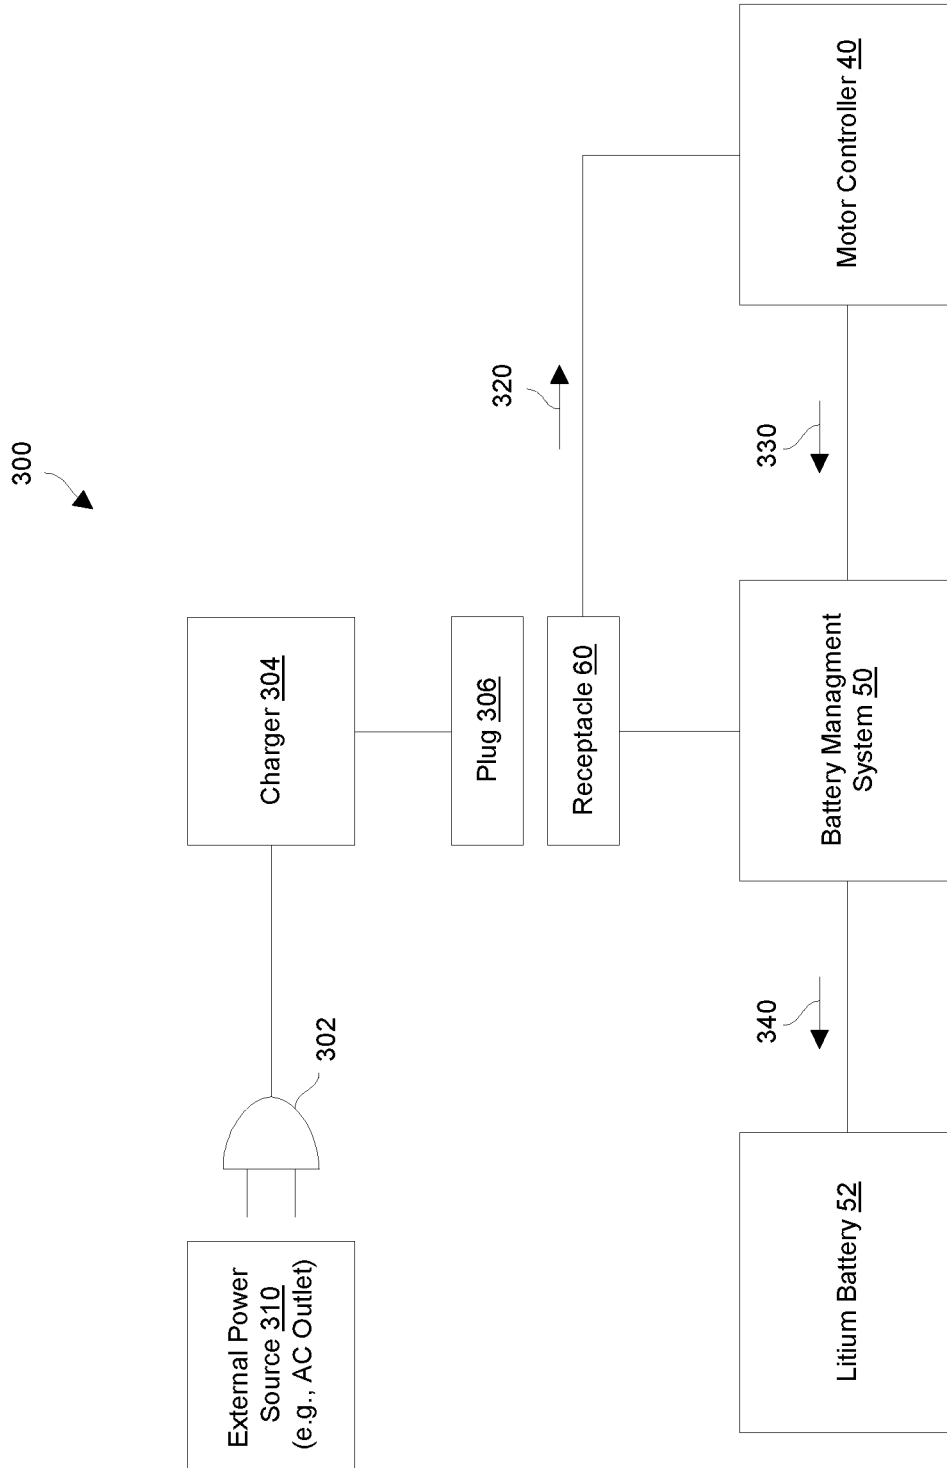 300
External Power
Source 310
(e.g., AC Outlet)
302
Charger 304
Plug 306
Receptacle 60
320
340
330
Litium Battery 52
Battery Managment
System 50
Motor Controller 40